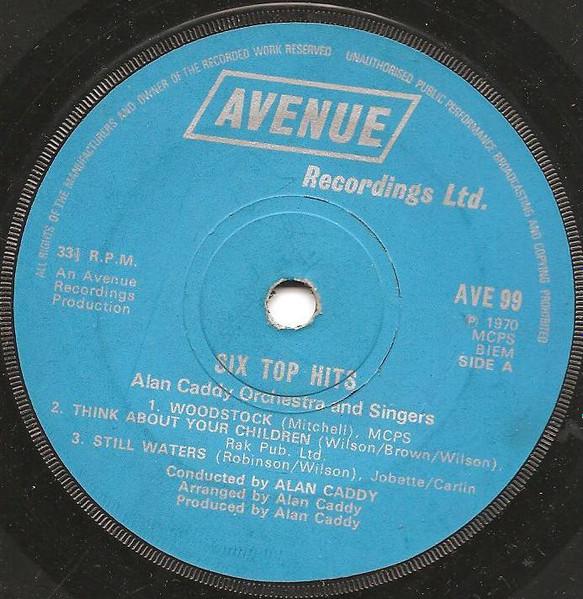 ALL RIGHTS OF THE MANUFACTURERS AND OWNER OF THE RECORDED WORK RESERVED UNAUTHORISED PUBLIC PERFORMANCE BROADCASTING AND COPYING PROHIBITED
AVENUE
Recordings Ltd.
33⅓ R.P.M.
An Avenue
Recordings
Production
AVE 99
℗ 1970
MCPS
BIEM
SIDE A
SIX TOP HITS
Alan Caddy Orchestra and Singers
1. WOODSTOCK (Mitchell), MCPS
2. THINK ABOUT YOUR CHILDREN (Wilson/Brown/Wilson),
Rak Pub. Ltd.
3. STILL WATERS (Robinson/Wilson), Jobette/Carlin
Conducted by ALAN CADDY
Arranged by Alan Caddy
Produced by Alan Caddy